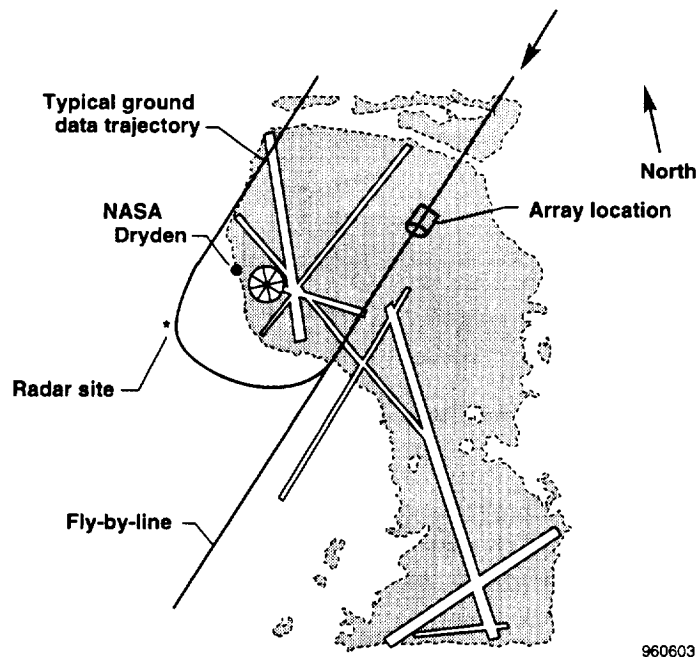 Typical ground
data trajectory
North
NASA
Dryden
Array location
Radar site
Fly-by-line
960603